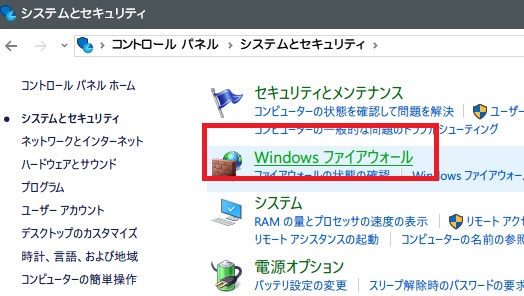 システムとセキュリティ
コントロール パネル › システムとセキュリティ ›
コントロール パネル ホーム
システムとセキュリティ
ネットワークとインターネット
ハードウェアとサウンド
プログラム
ユーザー アカウント
デスクトップのカスタマイズ
時計、言語、および地域
コンピューターの簡単操作
セキュリティとメンテナンス
コンピューターの状態を確認して問題を解決
コンピューターの一般的な問題のトラブルシューティング
Windows ファイアウォール
ファイアウォールの状態の確認 Windows ファイアウォー
システム
RAM の量とプロセッサの速度の表示 リモート アクセ
リモート アシスタンスの起動 コンピューターの名前の参照
電源オプション
バッテリ設定の変更 スリープ解除時のパスワードの要求